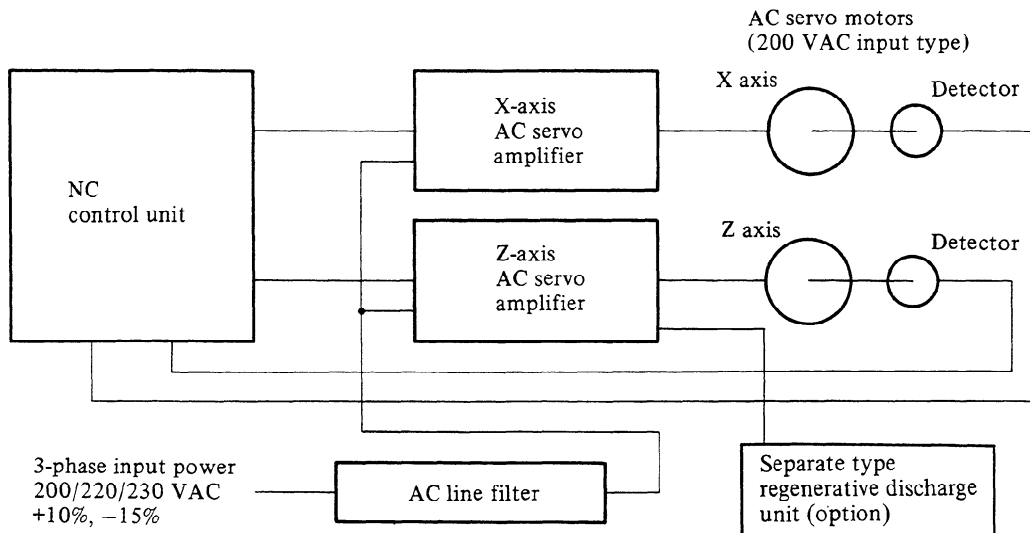 AC servo motors
(200 VAC input type)
X axis
Detector
X-axis
AC servo
amplifier
NC
control unit
Z axis
Detector
Z-axis
AC servo
amplifier
3-phase input power
200/220/230 VAC
+10%, −15%
AC line filter
Separate type
regenerative discharge
unit (option)